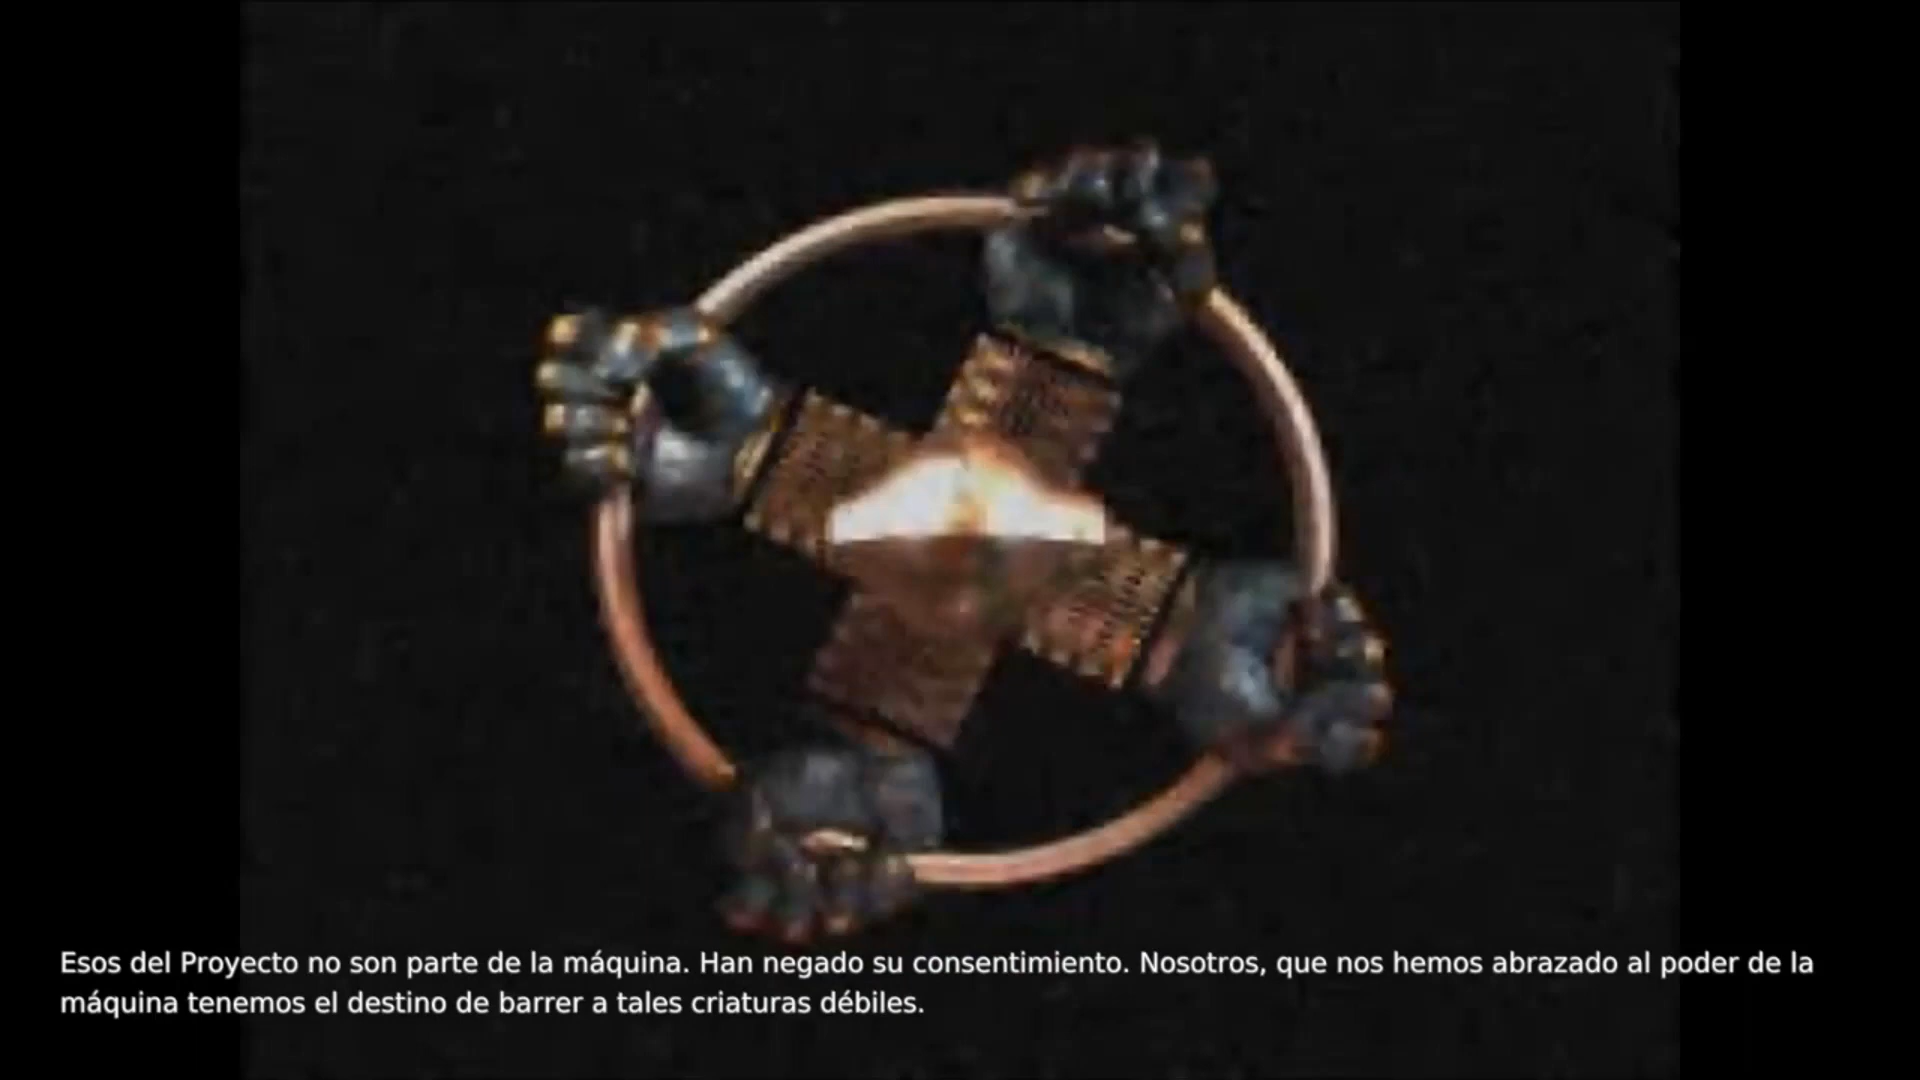 Esos del Proyecto no son parte de la máquina. Han negado su consentimiento. Nosotros, que nos hemos abrazado al poder de la
máquina tenemos el destino de barrer a tales criaturas débiles.